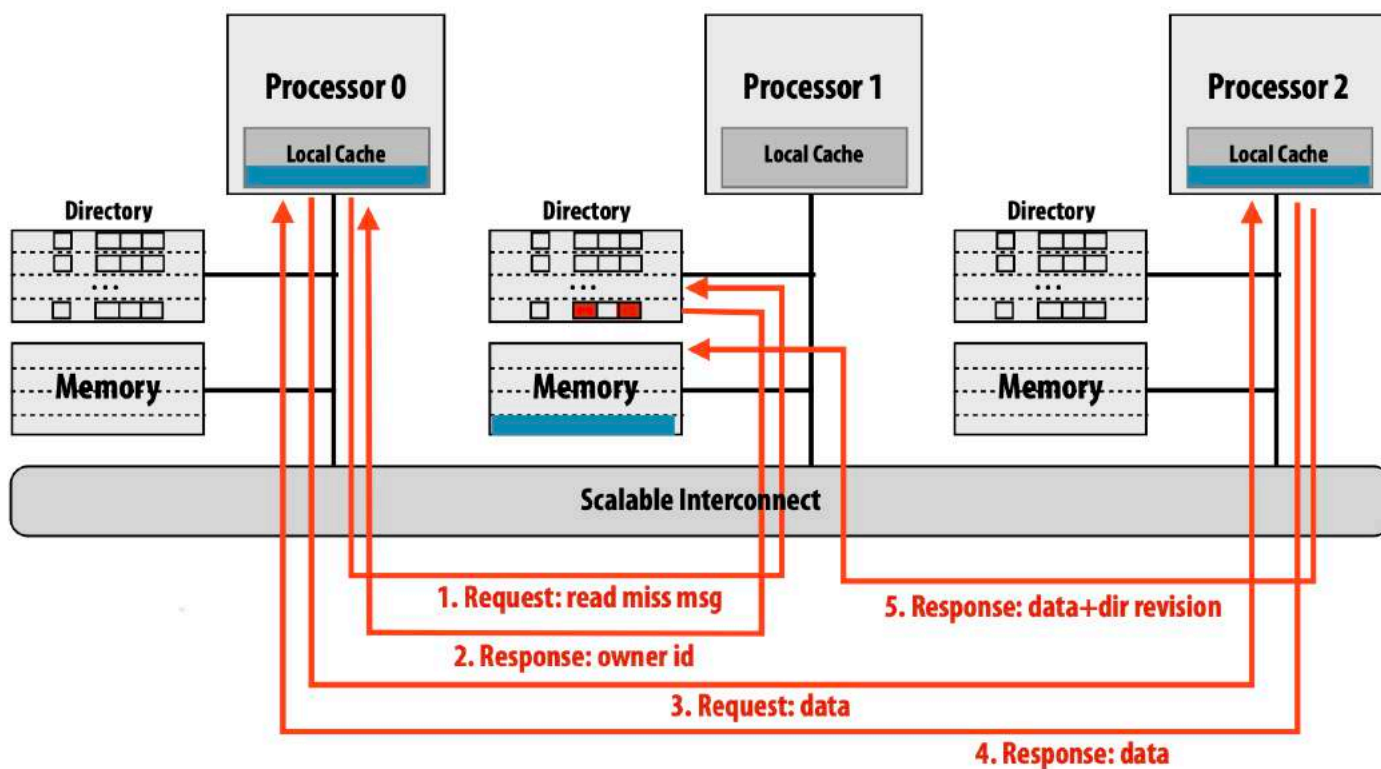 Processor 0
Processor 1
Processor 2
Local Cache
Local Cache
Local Cache
Directory
Directory
Directory
...
...
...
Memory
Memory
Memory
Scalable Interconnect
1. Request: read miss msg
5. Response: data+dir revision
2. Response: owner id
3. Request: data
4. Response: data